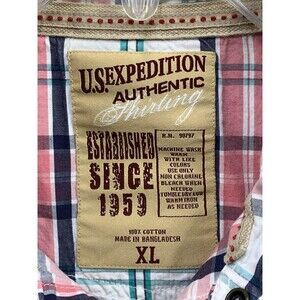 U.S.EXPEDITION
AUTHENTIC
Shirting
ESTABLISHED
SINCE
1959
R.N. 90797
MACHINE WASH
WARM
WITH LIKE
COLORS
USE ONLY
NON CHLORINE
BLEACH WHEN
NEEDED
TUMBLE DRY LOW
WARM IRON
AS NEEDED
100% COTTON
MADE IN BANGLADESH
XL